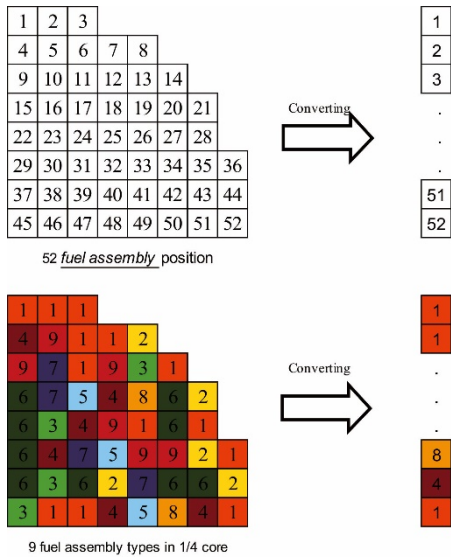 1 2 3
4 5 6 7 8
9 10 11 12 13 14
15 16 17 18 19 20 21
22 23 24 25 26 27 28
29 30 31 32 33 34 35 36
37 38 39 40 41 42 43 44
45 46 47 48 49 50 51 52
52 fuel assembly position
Converting
1
2
3
.
.
.
51
52
1 1 1
4 9 1 1 2
9 7 1 9 3 1
6 7 5 4 8 6 2
6 3 4 9 1 6 1
6 4 7 5 9 9 2 1
6 3 6 2 7 6 6 2
3 1 1 4 5 8 4 1
9 fuel assembly types in 1/4 core
Converting
1
1
.
.
.
8
4
1